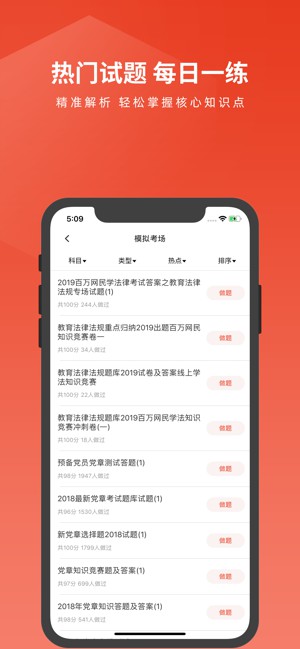 热门试题 每日一练
精准解析 轻松掌握核心知识点
5:09
模拟考场
科目 类型 热点 排序
2019百万网民学法律考试答案之教育法律
法规专场试题(1)
共100分 344人做过
做题
教育法律法规重点归纳2019出题百万网民
知识竞赛卷一
共100分 34人做过
做题
教育法律法规题库2019试卷及答案线上学
法知识竞赛
共100分 22人做过
做题
教育法律法规题库2019百万网民学法知识
竞赛冲刺卷(一)
共100分 18人做过
做题
预备党员党章测试答题(1)
共98分 1947人做过
做题
2018最新党章考试题库试题(1)
共96分 1530人做过
做题
新党章选择题2018试题(1)
共100分 1799人做过
做题
党章知识竞赛题及答案(1)
共97分 699人做过
做题
2018年党章知识答题及答案(1)
共98分 541人做过
做题